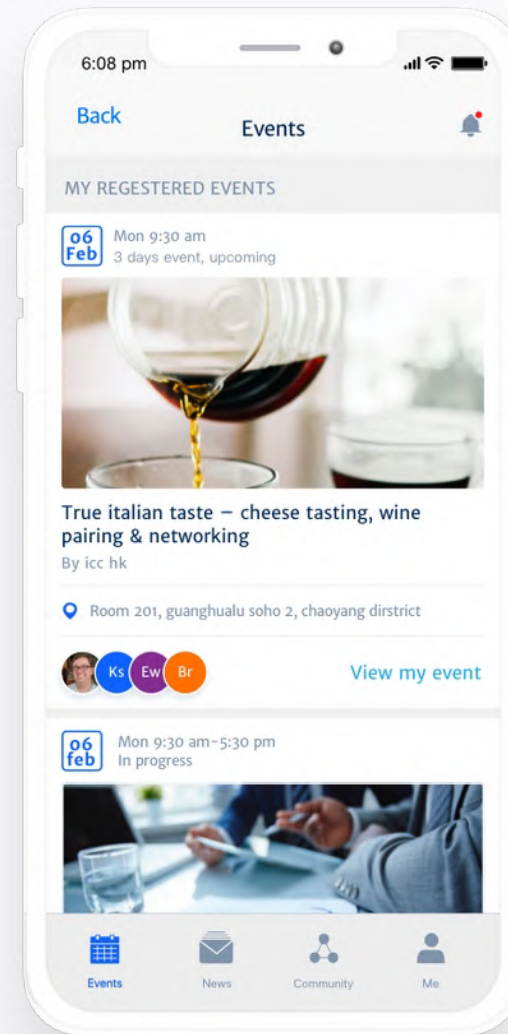 6:08 pm
Back
Events
MY REGESTERED EVENTS
06
Feb
Mon 9:30 am
3 days event, upcoming
True italian taste – cheese tasting, wine
pairing & networking
By icc hk
Room 201, guanghualu soho 2, chaoyang dirstrict
Ks
Ew
Br
View my event
06
feb
Mon 9:30 am-5:30 pm
In progress
Events
News
Community
Me